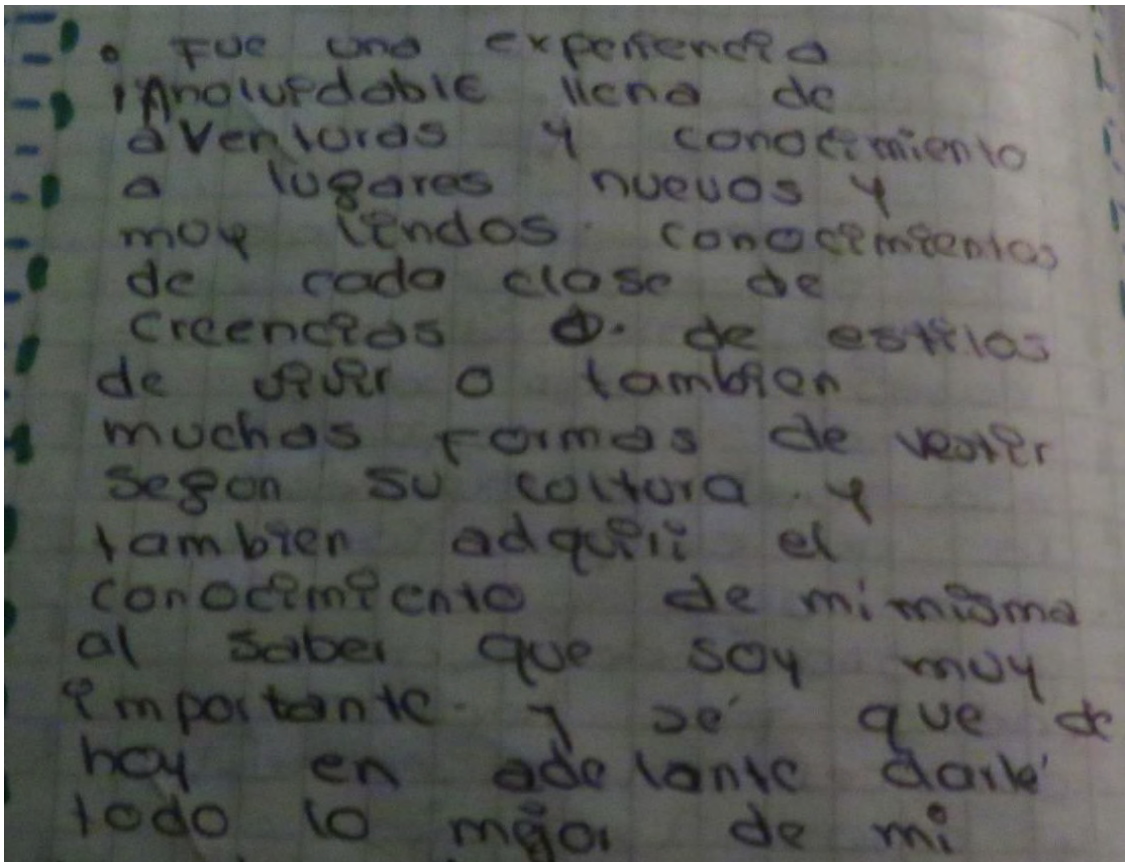 • Fue una experiencia
innolvidable llena de
aventuras y conocimiento
a lugares nuevos y
muy lindos. conocimientos
de cada clase de
creencias o. de estilos
de vivir o tambien
muchas formas de vestir
segun su cultura. y
tambien adquiri el
conocimiento de mi misma
al saber que soy muy
importante. y sé que de
hoy en adelante daré
todo lo mejor de mi